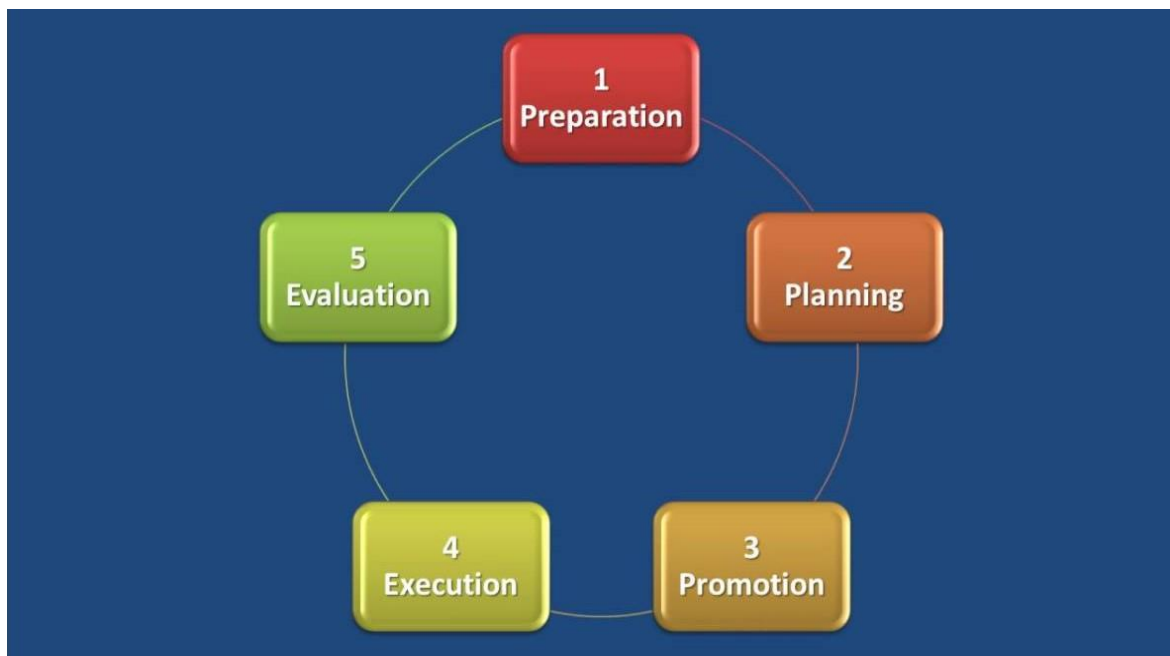 1
Preparation
2
Planning
3
Promotion
4
Execution
5
Evaluation